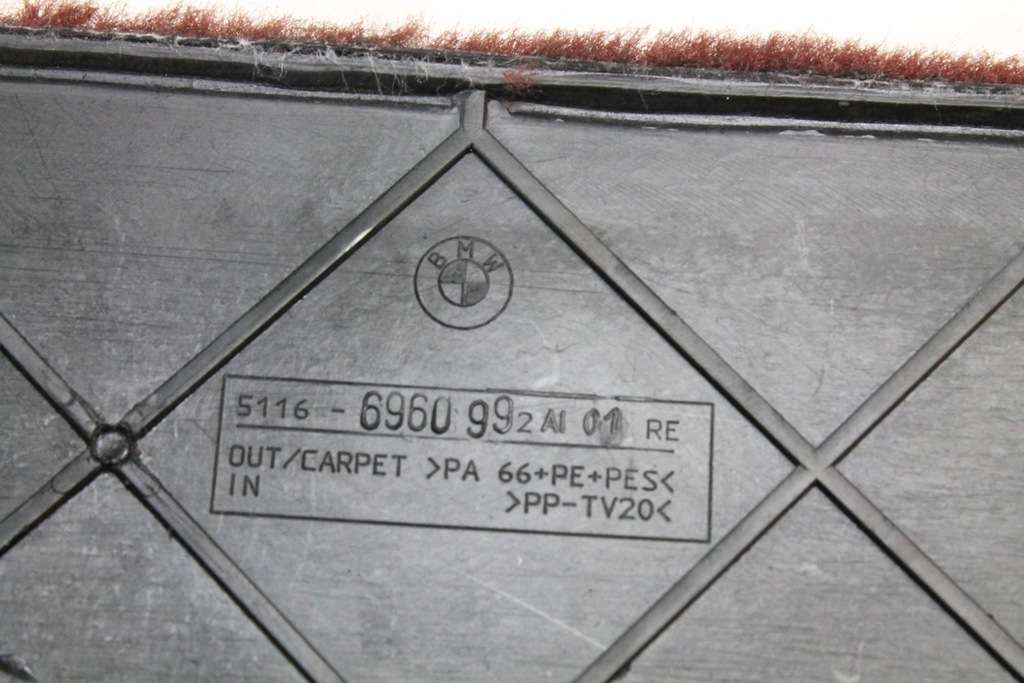 BMW
5116 - 6960 992 AI 01 RE
OUT/CARPET >PA 66+PE+PES<
IN >PP-TV20<